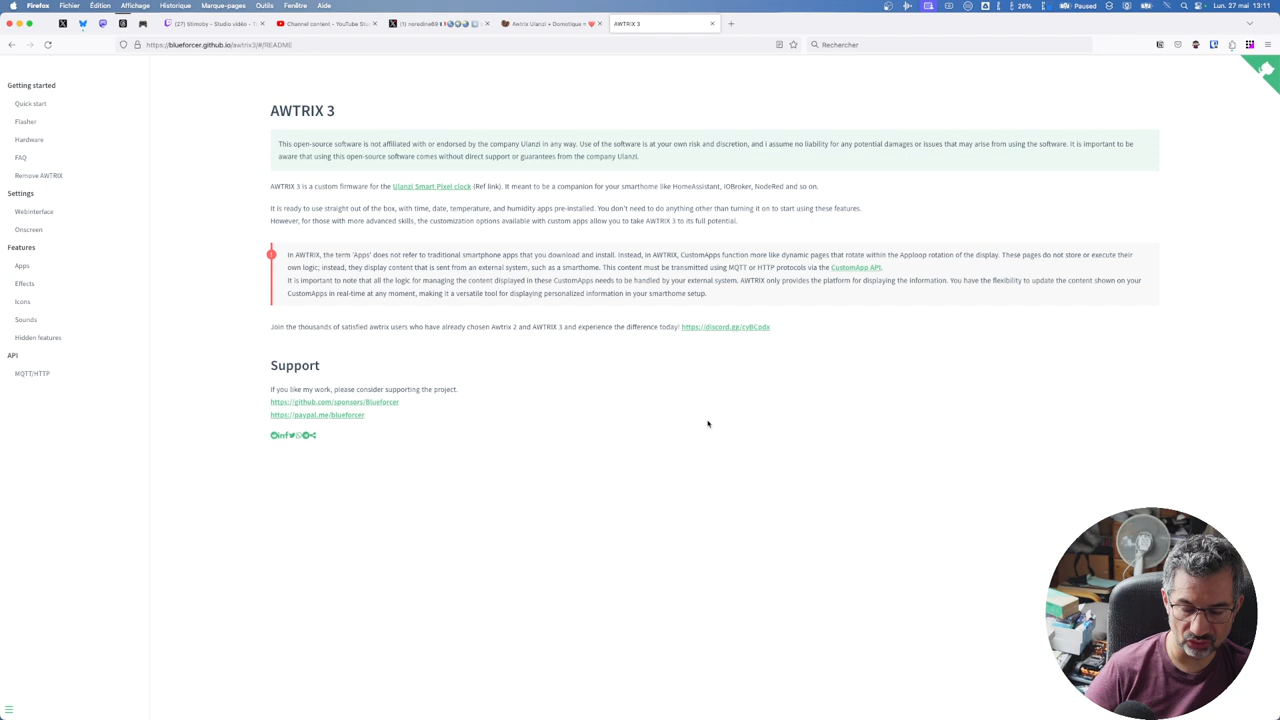 Firefox Fichier Édition Affichage Historique Marque-pages Outils Fenêtre Aide
26% Paused Lun. 27 mai 13:11
(27) Stimoby - Studio vidéo - T
Channel content - YouTube Stu
(1) noredine69
Awtrix Ulanzi + Domotique =
AWTRIX 3
https://blueforcer.github.io/awtrix3/#/README
Rechercher
Getting started
Quick start
Flasher
Hardware
FAQ
Remove AWTRIX
Settings
Webinterface
Onscreen
Features
Apps
Effects
Icons
Sounds
Hidden features
API
MQTT/HTTP
AWTRIX 3
This open-source software is not affiliated with or endorsed by the company Ulanzi in any way. Use of the software is at your own risk and discretion, and i assume no liability for any potential damages or issues that may arise from using the software. It is important to be
aware that using this open-source software comes without direct support or guarantees from the company Ulanzi.
AWTRIX 3 is a custom firmware for the Ulanzi Smart Pixel clock (Ref link). It meant to be a companion for your smarthome like HomeAssistant, IOBroker, NodeRed and so on.
It is ready to use straight out of the box, with time, date, temperature, and humidity apps pre-installed. You don't need to do anything other than turning it on to start using these features.
However, for those with more advanced skills, the customization options available with custom apps allow you to take AWTRIX 3 to its full potential.
In AWTRIX, the term 'Apps' does not refer to traditional smartphone apps that you download and install. Instead, in AWTRIX, CustomApps function more like dynamic pages that rotate within the Apploop rotation of the display. These pages do not store or execute their
own logic; instead, they display content that is sent from an external system, such as a smarthome. This content must be transmitted using MQTT or HTTP protocols via the CustomApp API.
It is important to note that all the logic for managing the content displayed in these CustomApps needs to be handled by your external system. AWTRIX only provides the platform for displaying the information. You have the flexibility to update the content shown on your
CustomApps in real-time at any moment, making it a versatile tool for displaying personalized information in your smarthome setup.
Join the thousands of satisfied awtrix users who have already chosen Awtrix 2 and AWTRIX 3 and experience the difference today! https://discord.gg/cyBCpdx
Support
If you like my work, please consider supporting the project.
https://github.com/sponsors/Blueforcer
https://paypal.me/blueforcer